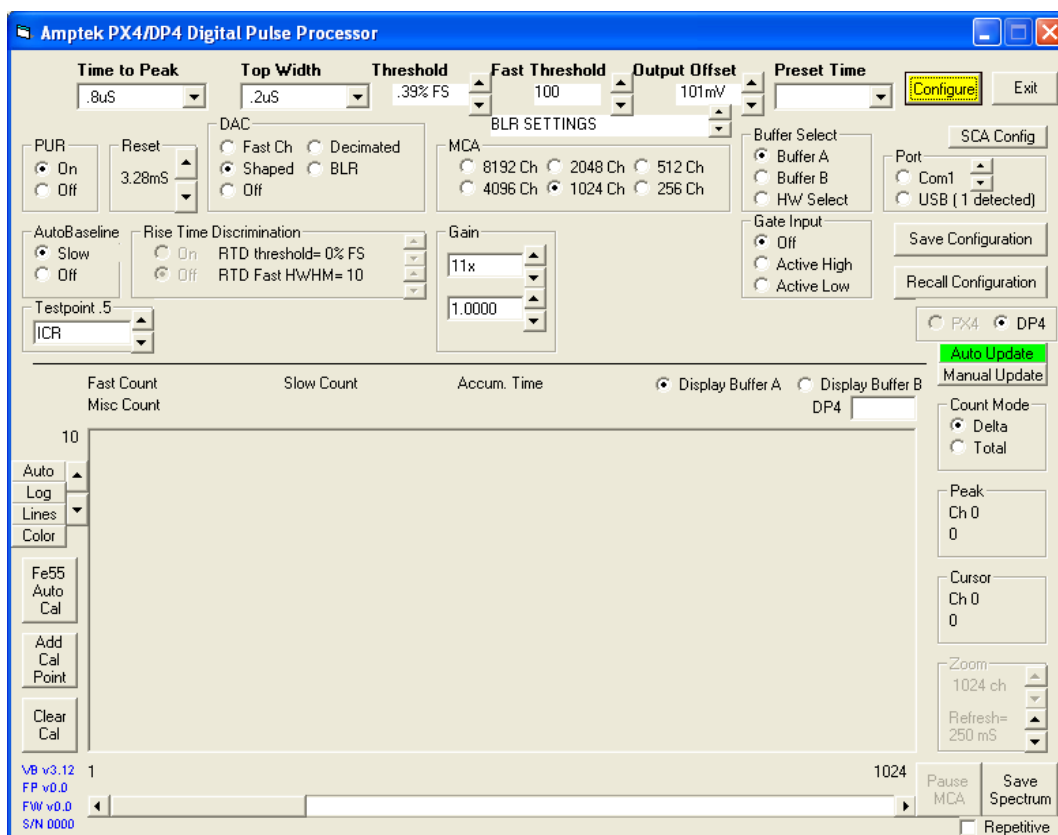 Amptek PX4/DP4 Digital Pulse Processor
Time to Peak
Top Width
Threshold
Fast Threshold
Output Offset
Preset Time
.8uS
.2uS
.39% FS
100
101mV
Configure
Exit
BLR SETTINGS
PUR
On
Off
Reset
3.28mS
DAC
Fast Ch
Decimated
Shaped
BLR
Off
MCA
8192 Ch
2048 Ch
512 Ch
4096 Ch
1024 Ch
256 Ch
Buffer Select
Buffer A
Buffer B
HW Select
SCA Config
Port
Com1
USB ( 1 detected)
AutoBaseline
Slow
Off
Rise Time Discrimination
On
RTD threshold= 0% FS
Off
RTD Fast HWHM= 10
Gain
11x
1.0000
Gate Input
Off
Active High
Active Low
Save Configuration
Recall Configuration
Testpoint .5
ICR
PX4
DP4
Auto Update
Manual Update
Fast Count
Slow Count
Accum. Time
Display Buffer A
Display Buffer B
Misc Count
DP4
Count Mode
Delta
Total
10
Auto
Log
Lines
Color
Peak
Ch 0
0
Fe55
Auto
Cal
Cursor
Ch 0
0
Add
Cal
Point
Zoom
1024 ch
Refresh=
250 mS
Clear
Cal
VB v3.12
FP v0.0
FW v0.0
S/N 0000
1
1024
Pause
MCA
Save
Spectrum
Repetitive